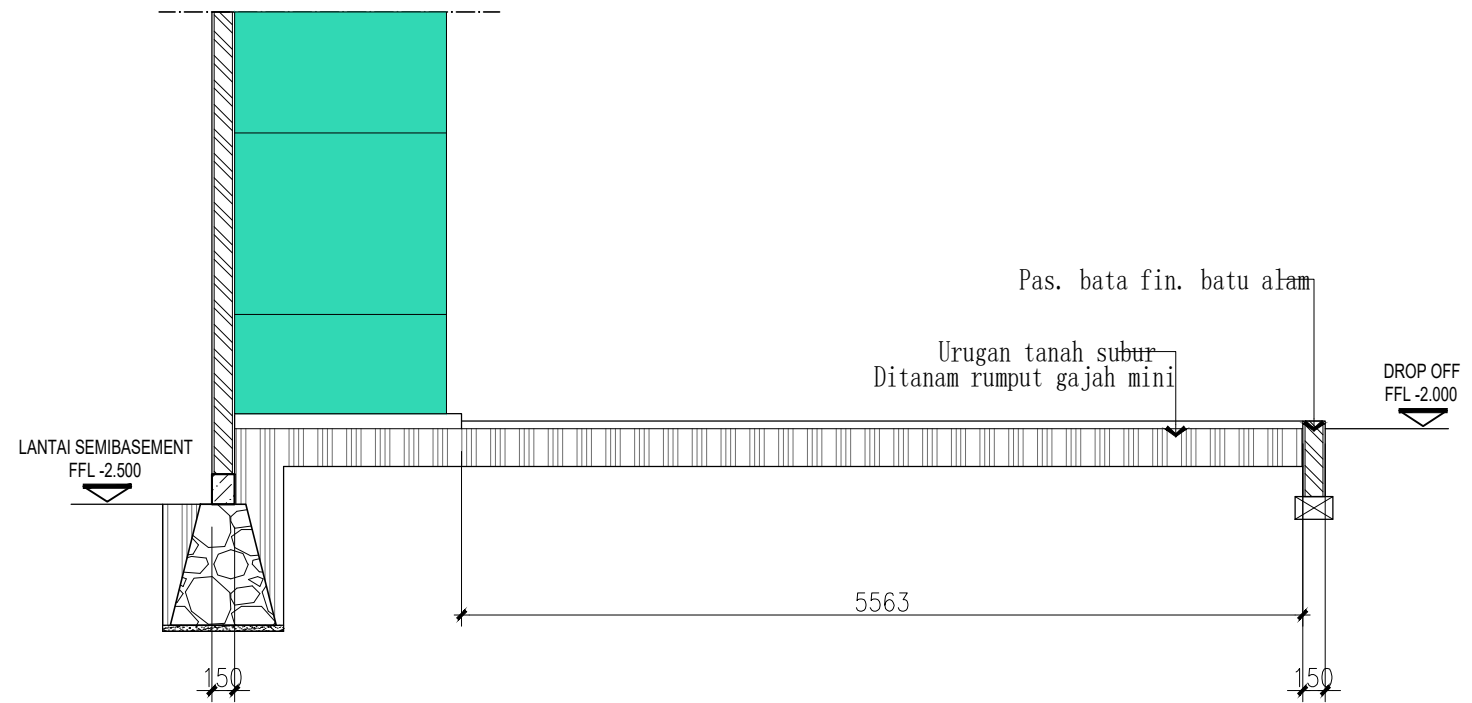 Pas. bata fin. batu alam
Urugan tanah subur
Ditanam rumput gajah mini
DROP OFF
FFL -2.000
LANTAI SEMIBASEMENT
FFL -2.500
5563
150
150